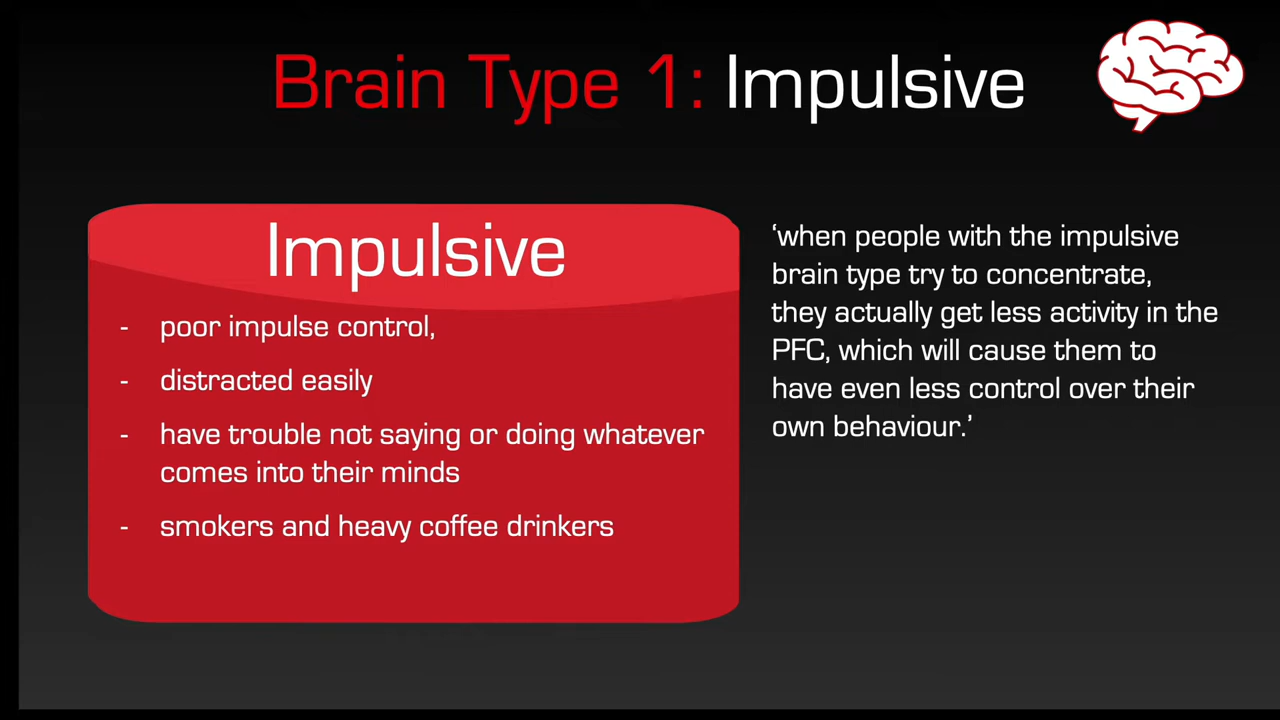 Brain Type 1: Impulsive
Impulsive
- poor impulse control,
- distracted easily
- have trouble not saying or doing whatever
comes into their minds
- smokers and heavy coffee drinkers
‘when people with the impulsive
brain type try to concentrate,
they actually get less activity in the
PFC, which will cause them to
have even less control over their
own behaviour.’